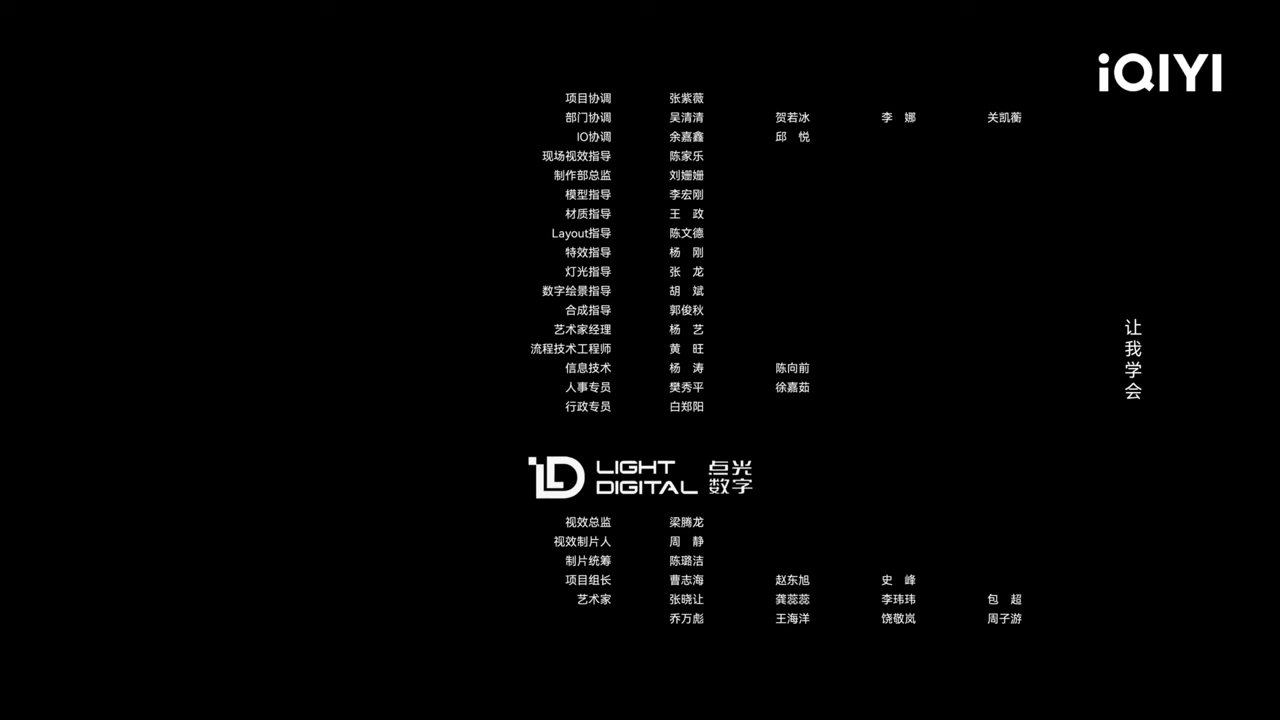 iQIYI
项目协调 张紫薇
部门协调 吴清清 贺若冰 李 娜 关凯蘅
IO协调 余嘉鑫 邱 悦
现场视效指导 陈家乐
制作部总监 刘姗姗
模型指导 李宏刚
材质指导 王 政
Layout指导 陈文德
特效指导 杨 刚
灯光指导 张 龙
数字绘景指导 胡 斌
合成指导 郭俊秋
艺术家经理 杨 艺
流程技术工程师 黄 旺
信息技术 杨 涛 陈向前
人事专员 樊秀平 徐嘉茹
行政专员 白郑阳
让我学会
LIGHT DIGITAL 点光数字
视效总监 梁腾龙
视效制片人 周 静
制片统筹 陈璐洁
项目组长 曹志海 赵东旭 史 峰
艺术家 张晓让 龚蕊蕊 李玮玮 包 超
乔万彪 王海洋 饶敬岚 周子游